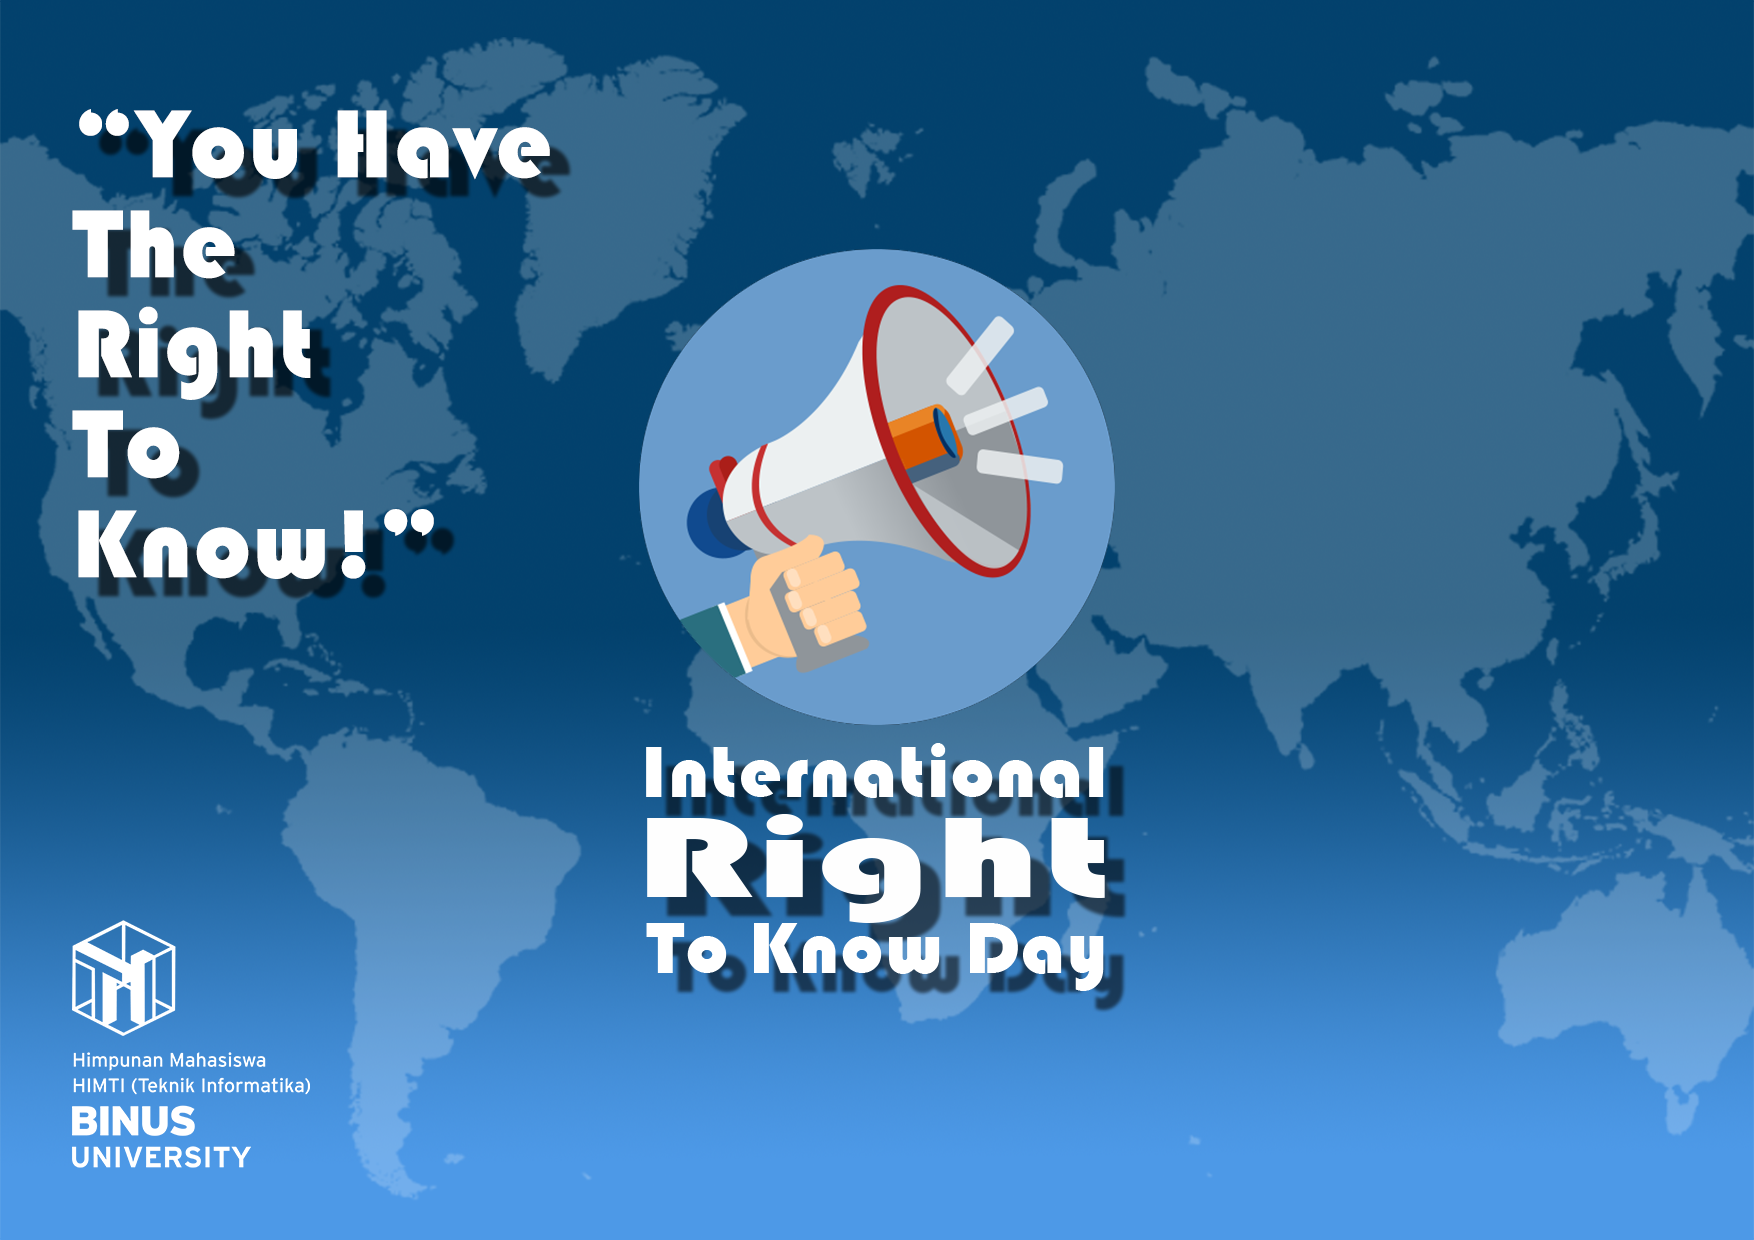 “You Have
The
Right
To
Know!”
International
Right
To Know Day
Himpunan Mahasiswa
HIMTI (Teknik Informatika)
BINUS
UNIVERSITY